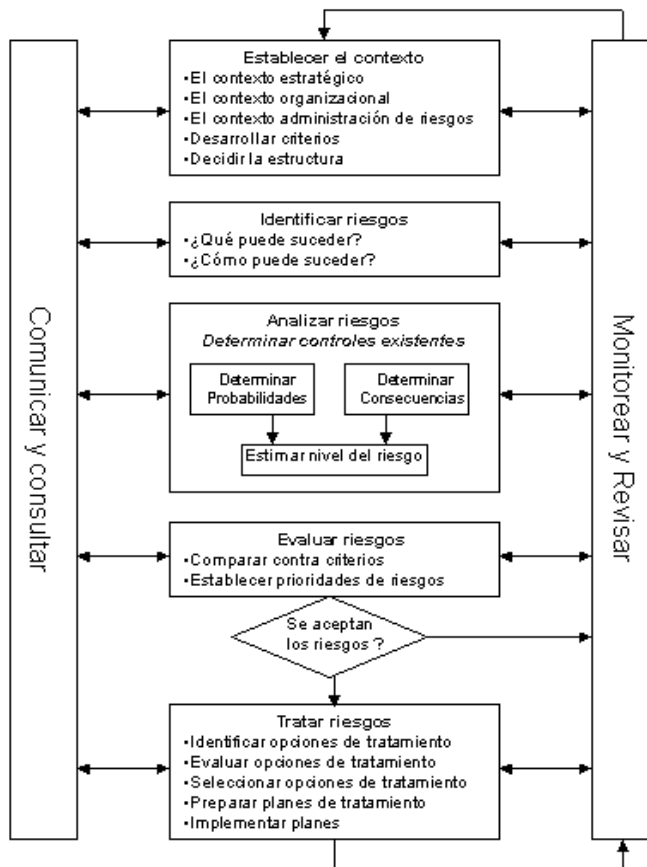 Establecer el contexto
•El contexto estratégico
•El contexto organizacional
•El contexto administración de riesgos
•Desarrollar criterios
•Decidir la estructura
Identificar riesgos
•¿Qué puede suceder?
•¿Cómo puede suceder?
Analizar riesgos
Determinar controles existentes
Determinar
Probabilidades
Determinar
Consecuencias
Estimar nivel del riesgo
Evaluar riesgos
•Comparar contra criterios
•Establecer prioridades de riesgos
Se aceptan
los riesgos ?
Tratar riesgos
•Identificar opciones de tratamiento
•Evaluar opciones de tratamiento
•Seleccionar opciones de tratamiento
•Preparar planes de tratamiento
•Implementar planes
Comunicar y consultar
Monitorear y Revisar